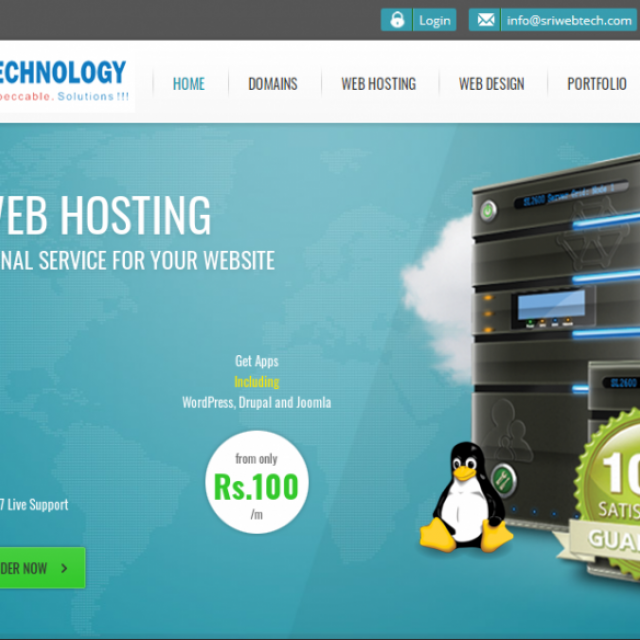 Login
info@sriwebtech.com
ECHNOLOGY
peccable. Solutions !!!
HOME
DOMAINS
WEB HOSTING
WEB DESIGN
PORTFOLIO
WEB HOSTING
NAL SERVICE FOR YOUR WEBSITE
Get Apps
Including
WordPress, Drupal and Joomla
from only
Rs.100
/m
7 Live Support
DER NOW
SL2600
10
SATIS
GUA